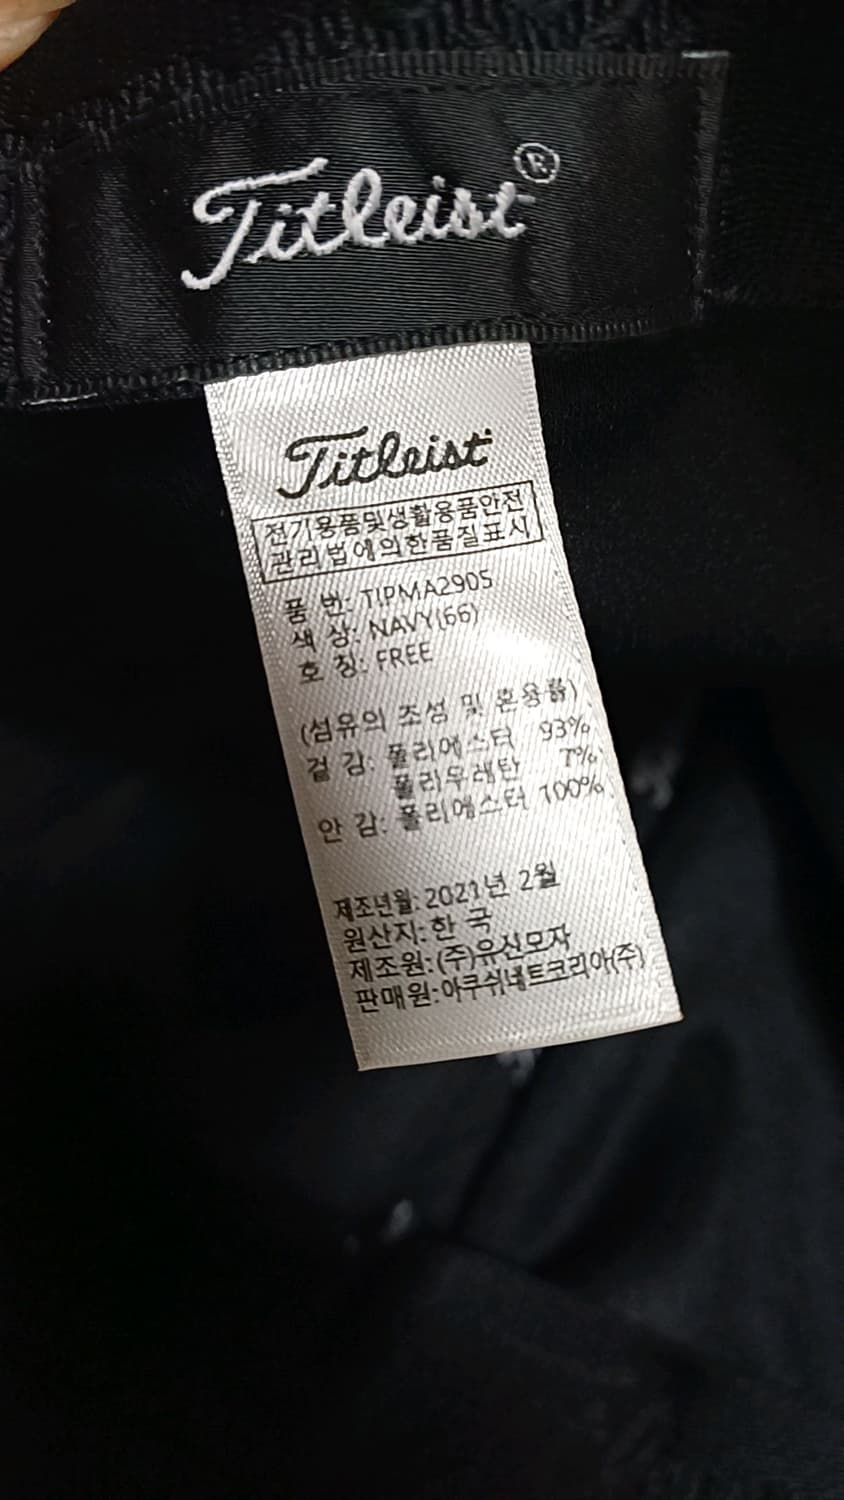 Titleist®
Titleist
전기용품및생활용품안전
관리법에의한품질표시
품 번: TIPMA2905
색 상: NAVY(66)
호 칭: FREE
(섬유의 조성 및 혼용률)
겉 감: 폴리에스터 93%
폴리우레탄 7%
안 감: 폴리에스터 100%
제조년월: 2021년 2월
원산지: 한 국
제조원: (주)유신모자
판매원: 아쿠쉬네트코리아(주)